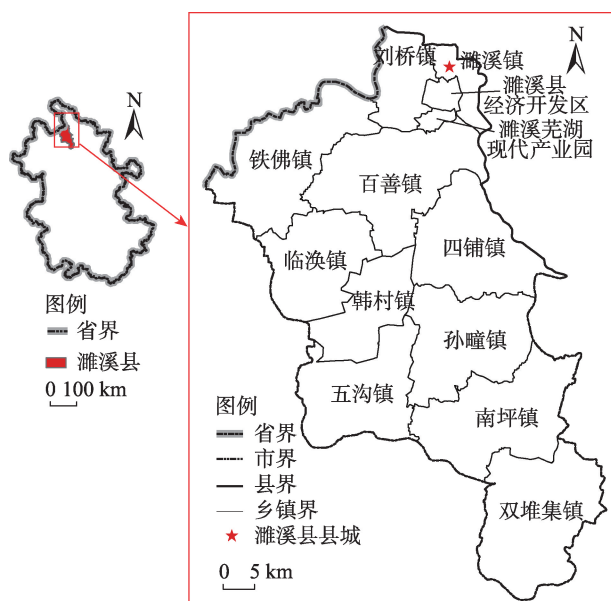 N
图例
省界
濉溪县
0 100 km
N
刘桥镇
濉溪镇
濉溪县
经济开发区
濉溪芜湖
现代产业园
铁佛镇
百善镇
四铺镇
临涣镇
韩村镇
孙疃镇
五沟镇
南坪镇
双堆集镇
图例
省界
市界
县界
乡镇界
濉溪县县城
0 5 km